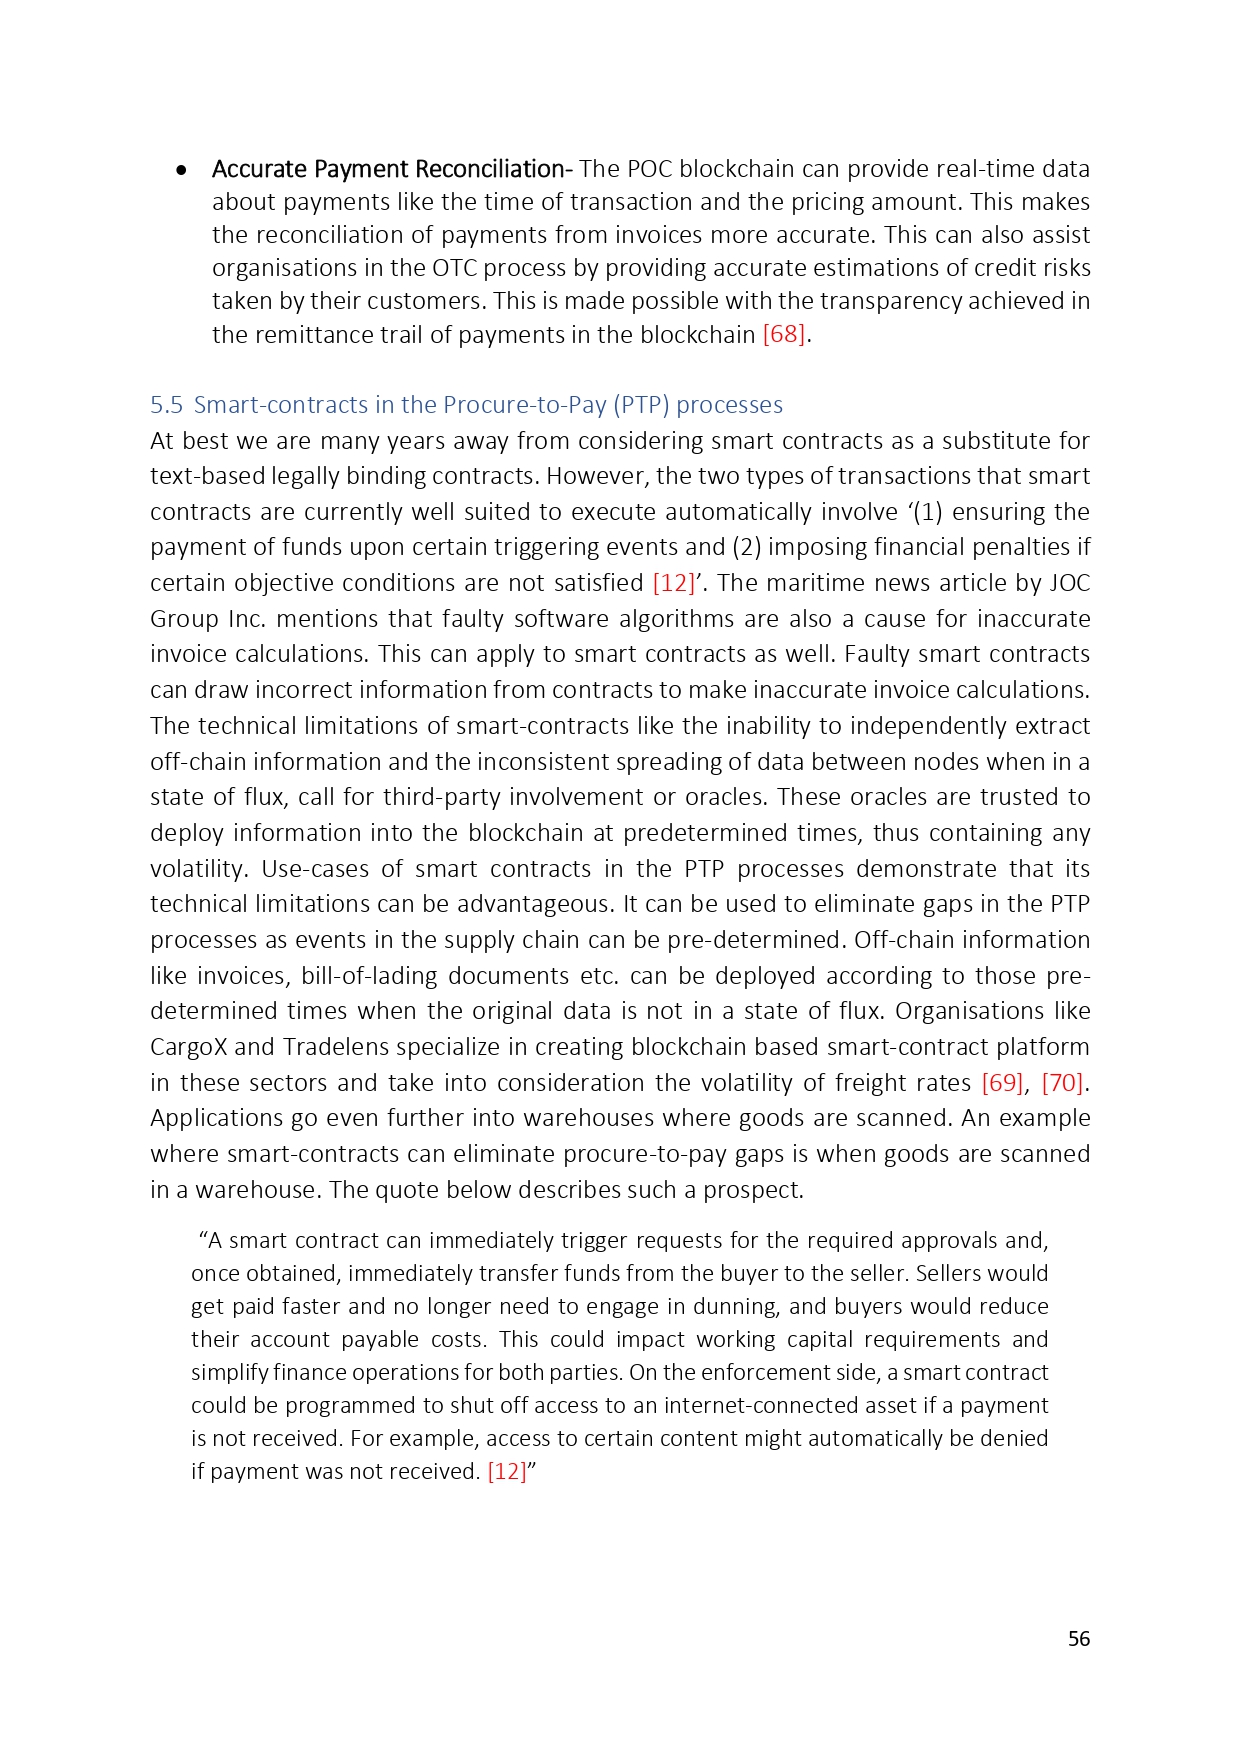 ● Accurate Payment Reconciliation- The POC blockchain can provide real-time data
about payments like the time of transaction and the pricing amount. This makes
the reconciliation of payments from invoices more accurate. This can also assist
organisations in the OTC process by providing accurate estimations of credit risks
taken by their customers. This is made possible with the transparency achieved in
the remittance trail of payments in the blockchain [68].
5.5 Smart-contracts in the Procure-to-Pay (PTP) processes
At best we are many years away from considering smart contracts as a substitute for
text-based legally binding contracts. However, the two types of transactions that smart
contracts are currently well suited to execute automatically involve ‘(1) ensuring the
payment of funds upon certain triggering events and (2) imposing financial penalties if
certain objective conditions are not satisfied [12]’. The maritime news article by JOC
Group Inc. mentions that faulty software algorithms are also a cause for inaccurate
invoice calculations. This can apply to smart contracts as well. Faulty smart contracts
can draw incorrect information from contracts to make inaccurate invoice calculations.
The technical limitations of smart-contracts like the inability to independently extract
off-chain information and the inconsistent spreading of data between nodes when in a
state of flux, call for third-party involvement or oracles. These oracles are trusted to
deploy information into the blockchain at predetermined times, thus containing any
volatility. Use-cases of smart contracts in the PTP processes demonstrate that its
technical limitations can be advantageous. It can be used to eliminate gaps in the PTP
processes as events in the supply chain can be pre-determined. Off-chain information
like invoices, bill-of-lading documents etc. can be deployed according to those pre-
determined times when the original data is not in a state of flux. Organisations like
CargoX and Tradelens specialize in creating blockchain based smart-contract platform
in these sectors and take into consideration the volatility of freight rates [69], [70].
Applications go even further into warehouses where goods are scanned. An example
where smart-contracts can eliminate procure-to-pay gaps is when goods are scanned
in a warehouse. The quote below describes such a prospect.
“A smart contract can immediately trigger requests for the required approvals and,
once obtained, immediately transfer funds from the buyer to the seller. Sellers would
get paid faster and no longer need to engage in dunning, and buyers would reduce
their account payable costs. This could impact working capital requirements and
simplify finance operations for both parties. On the enforcement side, a smart contract
could be programmed to shut off access to an internet-connected asset if a payment
is not received. For example, access to certain content might automatically be denied
if payment was not received. [12]”
56